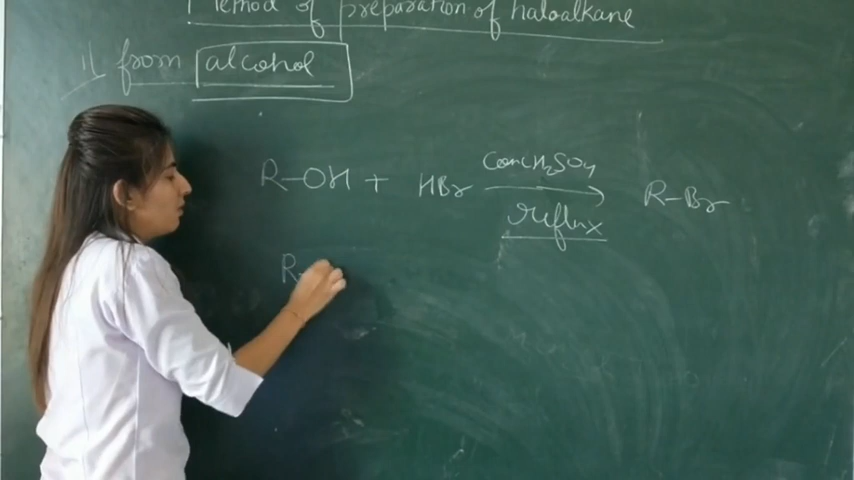 Method of preparation of haloalkane
1) from alcohol
R-OH + HBr Conc H2SO4 R-Br
reflux
R-